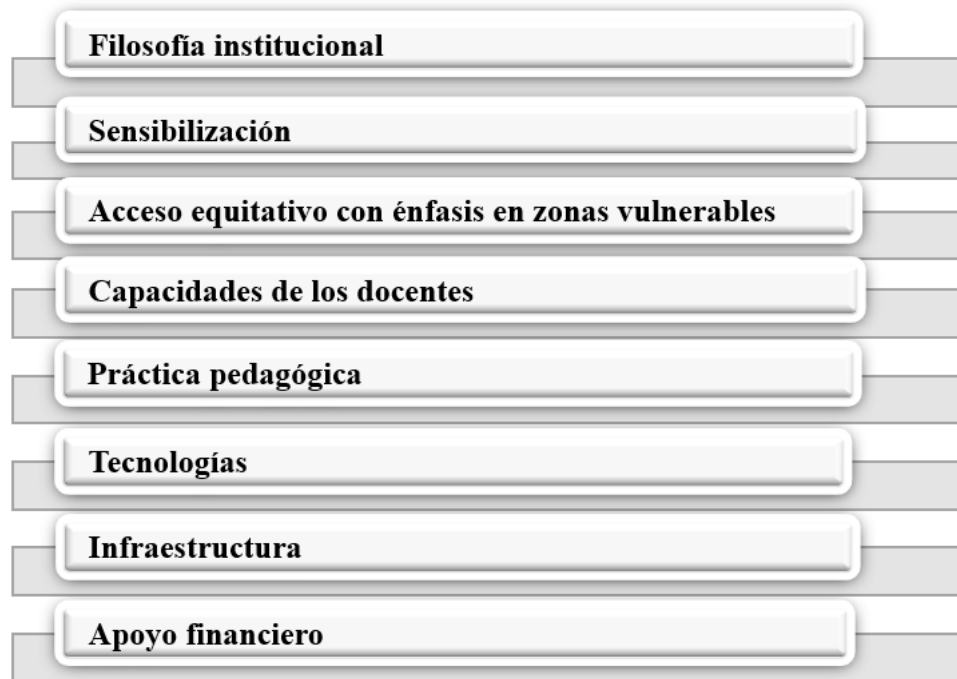 Filosofía institucional
Sensibilización
Acceso equitativo con énfasis en zonas vulnerables
Capacidades de los docentes
Práctica pedagógica
Tecnologías
Infraestructura
Apoyo financiero